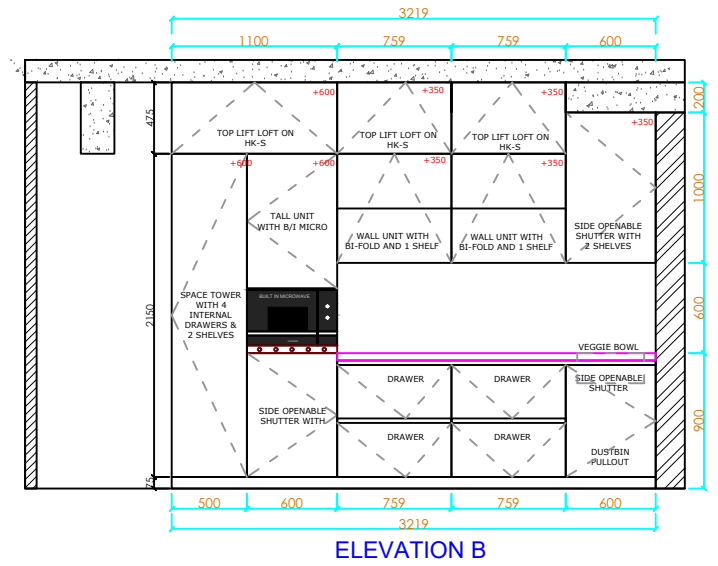 3219
1100
759
759
600
200
475
+600
+350
+350
+350
TOP LIFT LOFT ON
HK-S
TOP LIFT LOFT ON
HK-S
TOP LIFT LOFT ON
HK-S
+600
+600
+350
+350
1000
TALL UNIT
WITH B/I MICRO
WALL UNIT WITH
BI-FOLD AND 1 SHELF
WALL UNIT WITH
BI-FOLD AND 1 SHELF
SIDE OPENABLE
SHUTTER WITH
2 SHELVES
2150
SPACE TOWER
WITH 4
INTERNAL
DRAWERS &
2 SHELVES
BUILT IN MICROWAVE
600
VEGGIE BOWL
DRAWER
DRAWER
SIDE OPENABLE
SHUTTER
SIDE OPENABLE
SHUTTER WITH
900
DRAWER
DRAWER
DUSTBIN
PULLOUT
75
500
600
759
759
600
3219
ELEVATION B